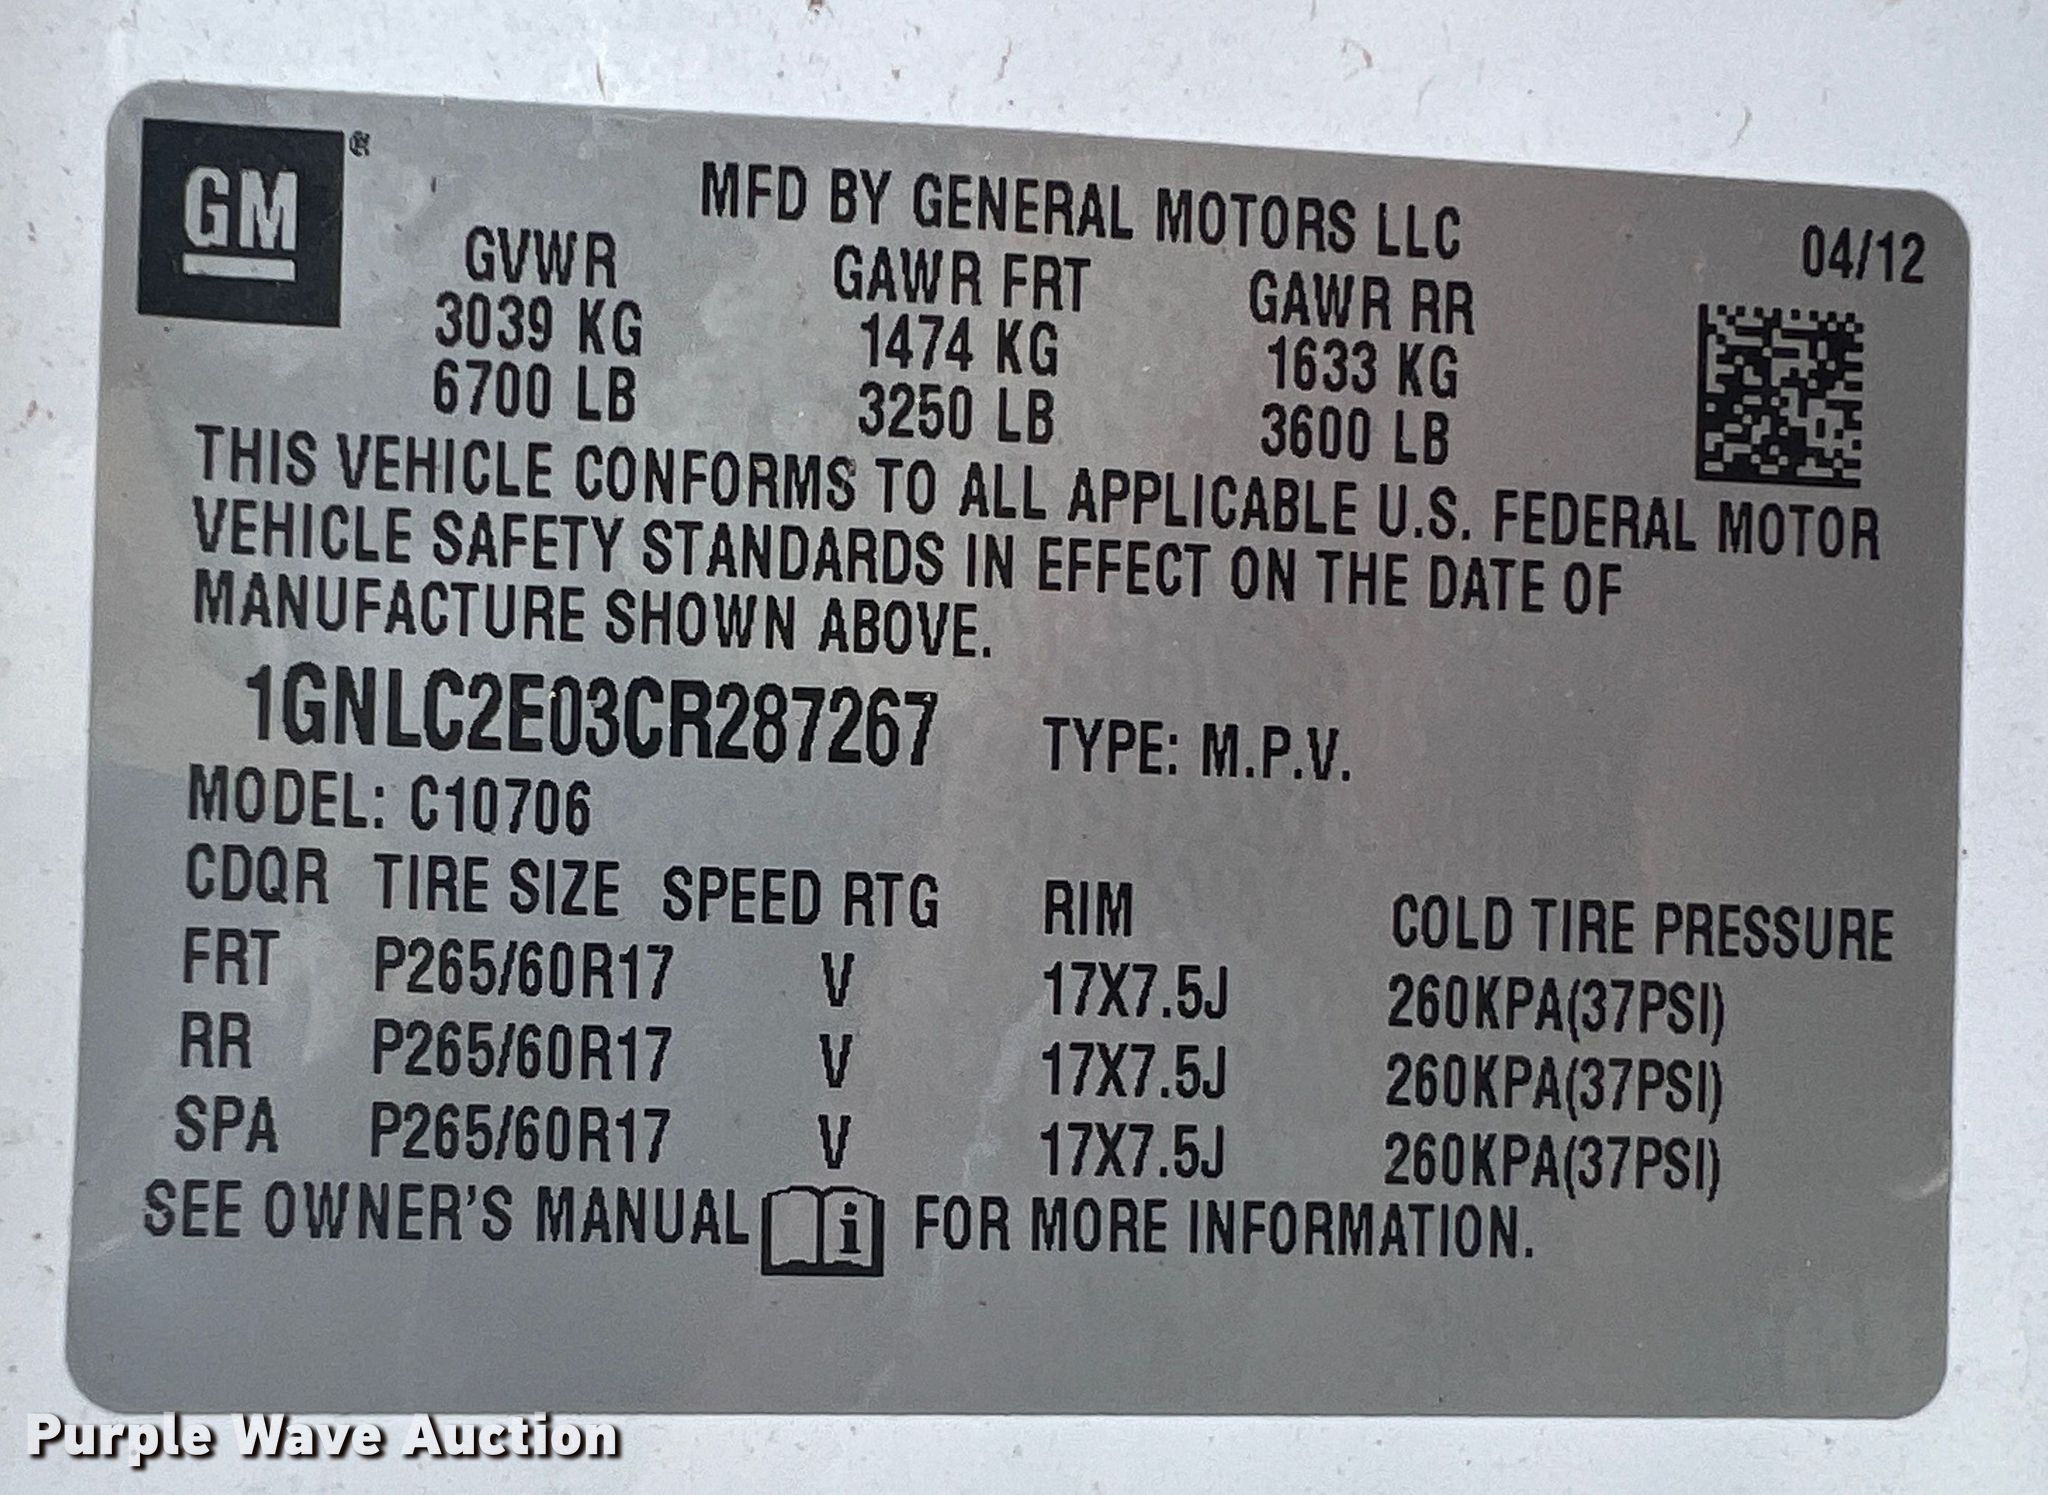 GM®
MFD BY GENERAL MOTORS LLC
04/12
GVWR GAWR FRT GAWR RR
3039 KG 1474 KG 1633 KG
6700 LB 3250 LB 3600 LB
THIS VEHICLE CONFORMS TO ALL APPLICABLE U.S. FEDERAL MOTOR
VEHICLE SAFETY STANDARDS IN EFFECT ON THE DATE OF
MANUFACTURE SHOWN ABOVE.
1GNLC2E03CR287267 TYPE: M.P.V.
MODEL: C10706
CDQR TIRE SIZE SPEED RTG RIM COLD TIRE PRESSURE
FRT P265/60R17 V 17X7.5J 260KPA(37PSI)
RR P265/60R17 V 17X7.5J 260KPA(37PSI)
SPA P265/60R17 V 17X7.5J 260KPA(37PSI)
SEE OWNER'S MANUAL i FOR MORE INFORMATION.
Purple Wave Auction